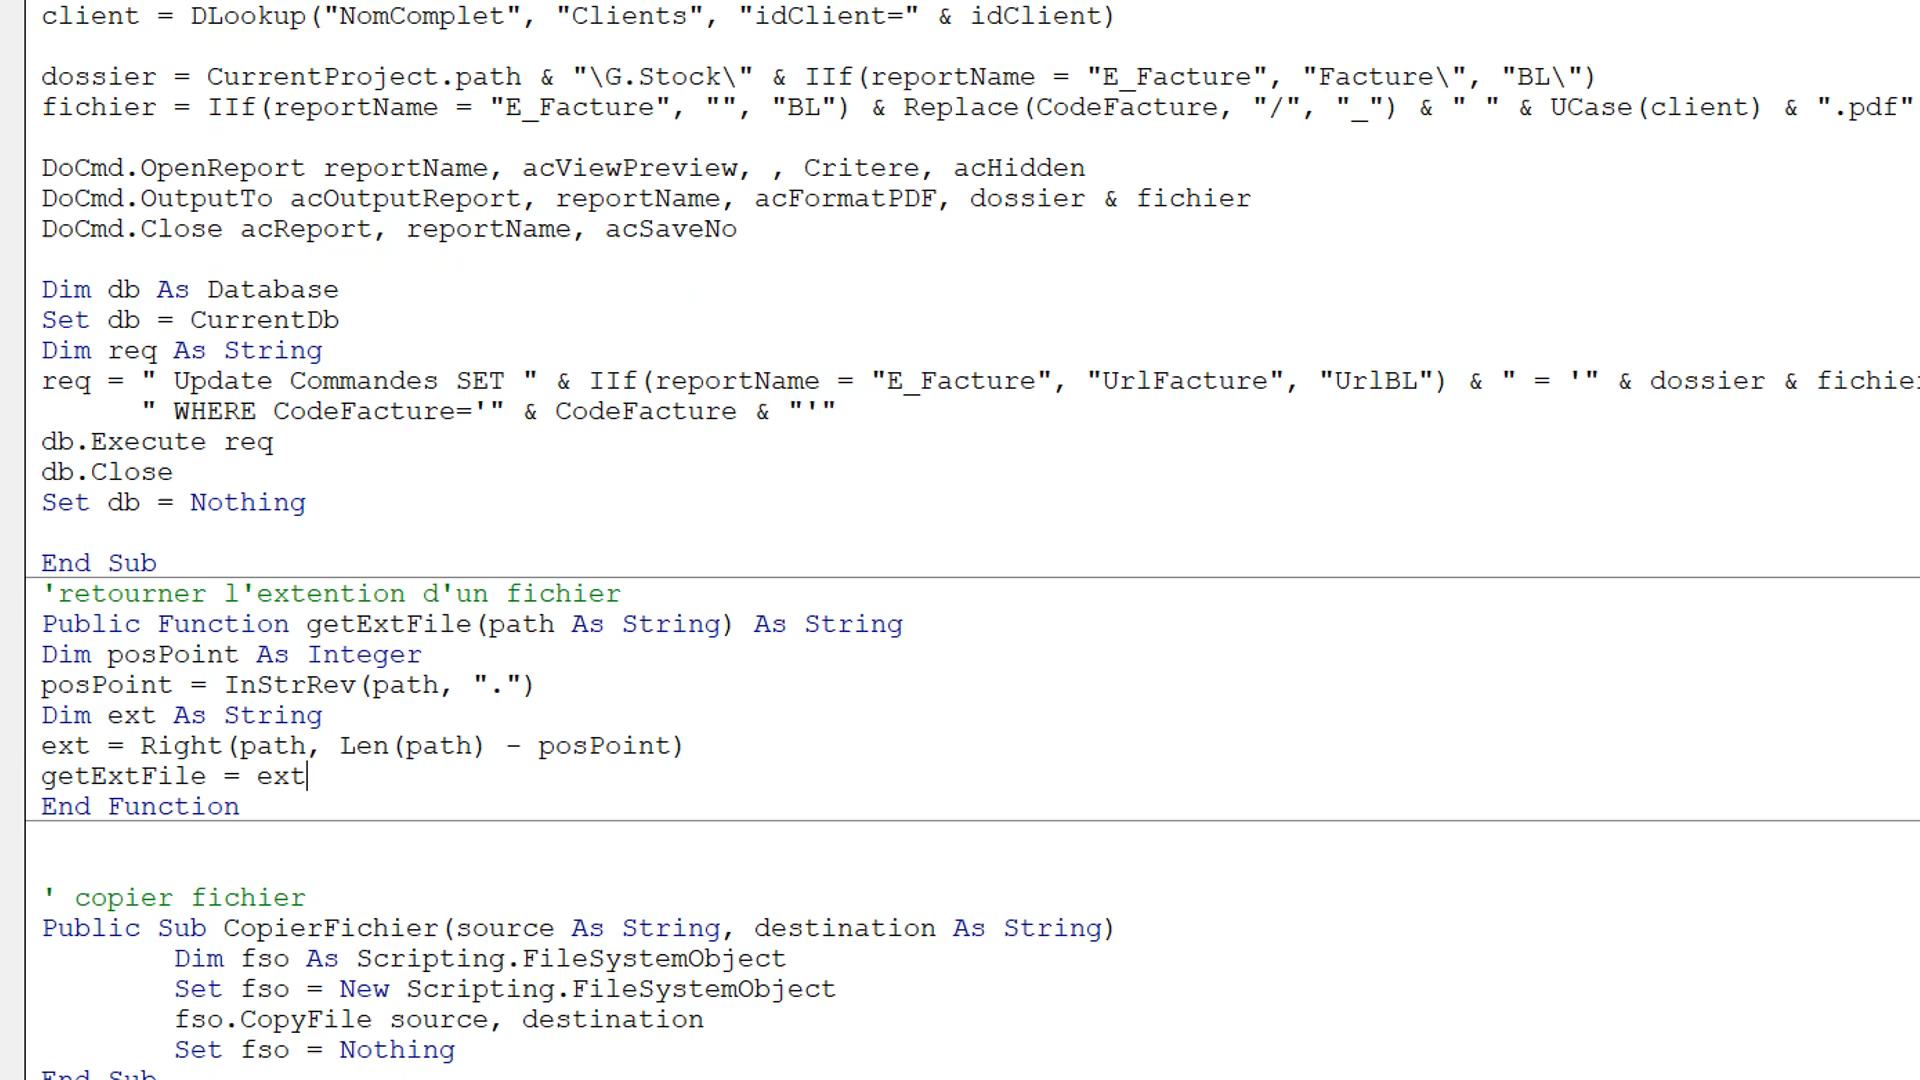 client = DLookup("NomComplet", "Clients", "idClient=" & idClient)
dossier = CurrentProject.path & "\G.Stock\" & IIf(reportName = "E_Facture", "Facture\", "BL\")
fichier = IIf(reportName = "E_Facture", "", "BL") & Replace(CodeFacture, "/", "_") & " " & UCase(client) & ".pdf"
DoCmd.OpenReport reportName, acViewPreview, , Critere, acHidden
DoCmd.OutputTo acOutputReport, reportName, acFormatPDF, dossier & fichier
DoCmd.Close acReport, reportName, acSaveNo
Dim db As Database
Set db = CurrentDb
Dim req As String
req = " Update Commandes SET " & IIf(reportName = "E_Facture", "UrlFacture", "UrlBL") & " = '" & dossier & fichier
" WHERE CodeFacture='" & CodeFacture & "'"
db.Execute req
db.Close
Set db = Nothing
End Sub
'retourner l'extention d'un fichier
Public Function getExtFile(path As String) As String
Dim posPoint As Integer
posPoint = InStrRev(path, ".")
Dim ext As String
ext = Right(path, Len(path) - posPoint)
getExtFile = ext
End Function
' copier fichier
Public Sub CopierFichier(source As String, destination As String)
Dim fso As Scripting.FileSystemObject
Set fso = New Scripting.FileSystemObject
fso.CopyFile source, destination
Set fso = Nothing
End Sub